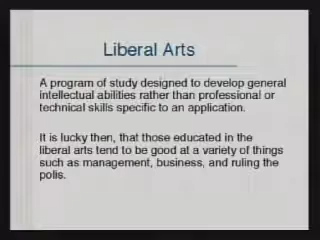 Liberal Arts
A program of study designed to develop general
intellectual abilities rather than professional or
technical skills specific to an application.
It is lucky then, that those educated in the
liberal arts tend to be good at a variety of things
such as management, business, and ruling the
polis.